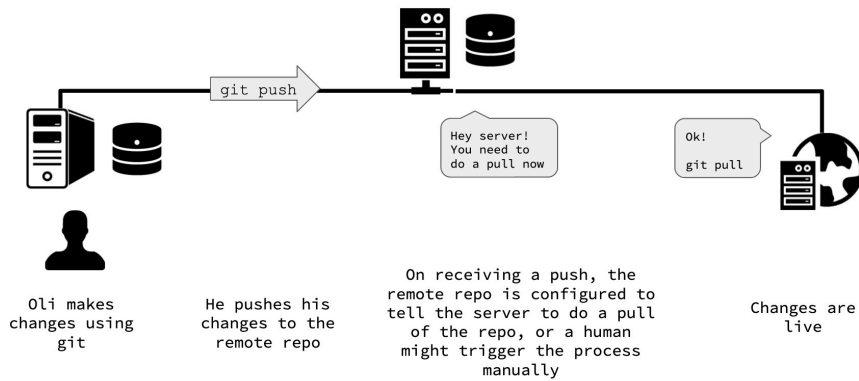 git push
Hey server!
You need to
do a pull now
Ok!
git pull
Oli makes
changes using
git
He pushes his
changes to the
remote repo
On receiving a push, the
remote repo is configured to
tell the server to do a pull
of the repo, or a human
might trigger the process
manually
Changes are
live